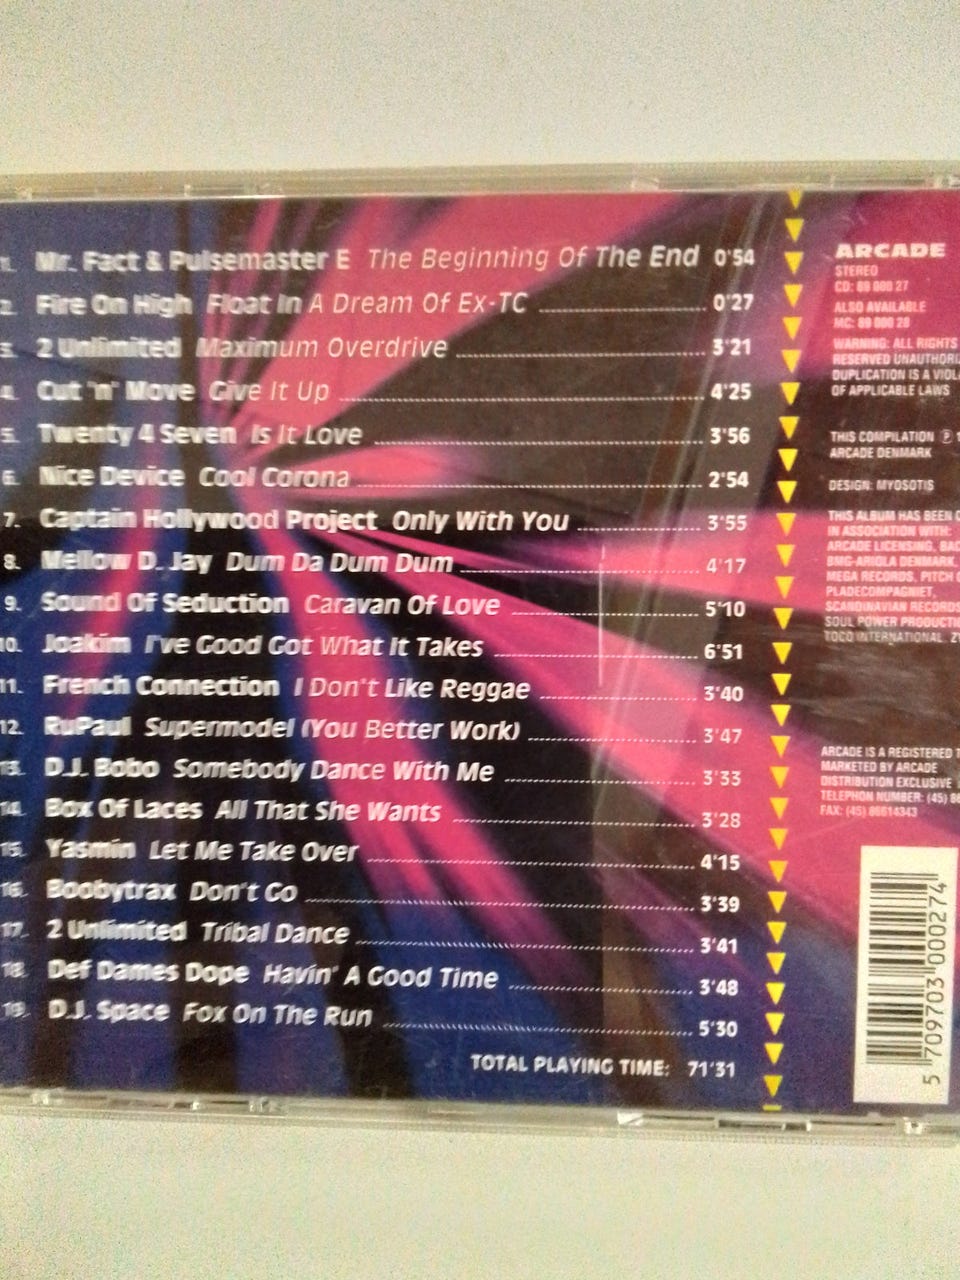 1. Mr. Fact & Pulsemaster E The Beginning Of The End 0'54
2. Fire On High Float In A Dream Of Ex-TC 0'27
3. 2 Unlimited Maximum Overdrive 3'21
4. Cut 'n' Move Give It Up 4'25
5. Twenty 4 Seven Is It Love 3'56
6. Nice Device Cool Corona 2'54
7. Captain Hollywood Project Only With You 3'55
8. Mellow D. Jay Dum Da Dum Dum 4'17
9. Sound Of Seduction Caravan Of Love 5'10
10. Joakim I've Good Got What It Takes 6'51
11. French Connection I Don't Like Reggae 3'40
12. RuPaul Supermodel (You Better Work) 3'47
13. D.J. Bobo Somebody Dance With Me 3'33
14. Box Of Laces All That She Wants 3'28
15. Yasmin Let Me Take Over 4'15
16. Boobytrax Don't Go 3'39
17. 2 Unlimited Tribal Dance 3'41
18. Def Dames Dope Havin' A Good Time 3'48
19. D.J. Space Fox On The Run 5'30
TOTAL PLAYING TIME: 71'31
ARCADE
STEREO
CD: 89 000 27
ALSO AVAILABLE
MC: 89 000 28
WARNING: ALL RIGHTS
RESERVED UNAUTHORI
DUPLICATION IS A VIOLA
OF APPLICABLE LAWS
THIS COMPILATION ℗ 1
ARCADE DENMARK
DESIGN: MYOSOTIS
THIS ALBUM HAS BEEN
IN ASSOCIATION WITH:
ARCADE LICENSING,
BMG-ARIOLA DENMARK,
MEGA RECORDS, PITCH
PLADECOMPAGNIET,
SCANDINAVIAN RECORDS
SOUL POWER PRODUCTIO
TOCO INTERNATIONAL,
ARCADE IS A REGISTERED T
MARKETED BY ARCADE
DISTRIBUTION EXCLUSIVE
TELEPHON NUMBER: (45) 86
FAX: (45) 86614343
5 709703 000274